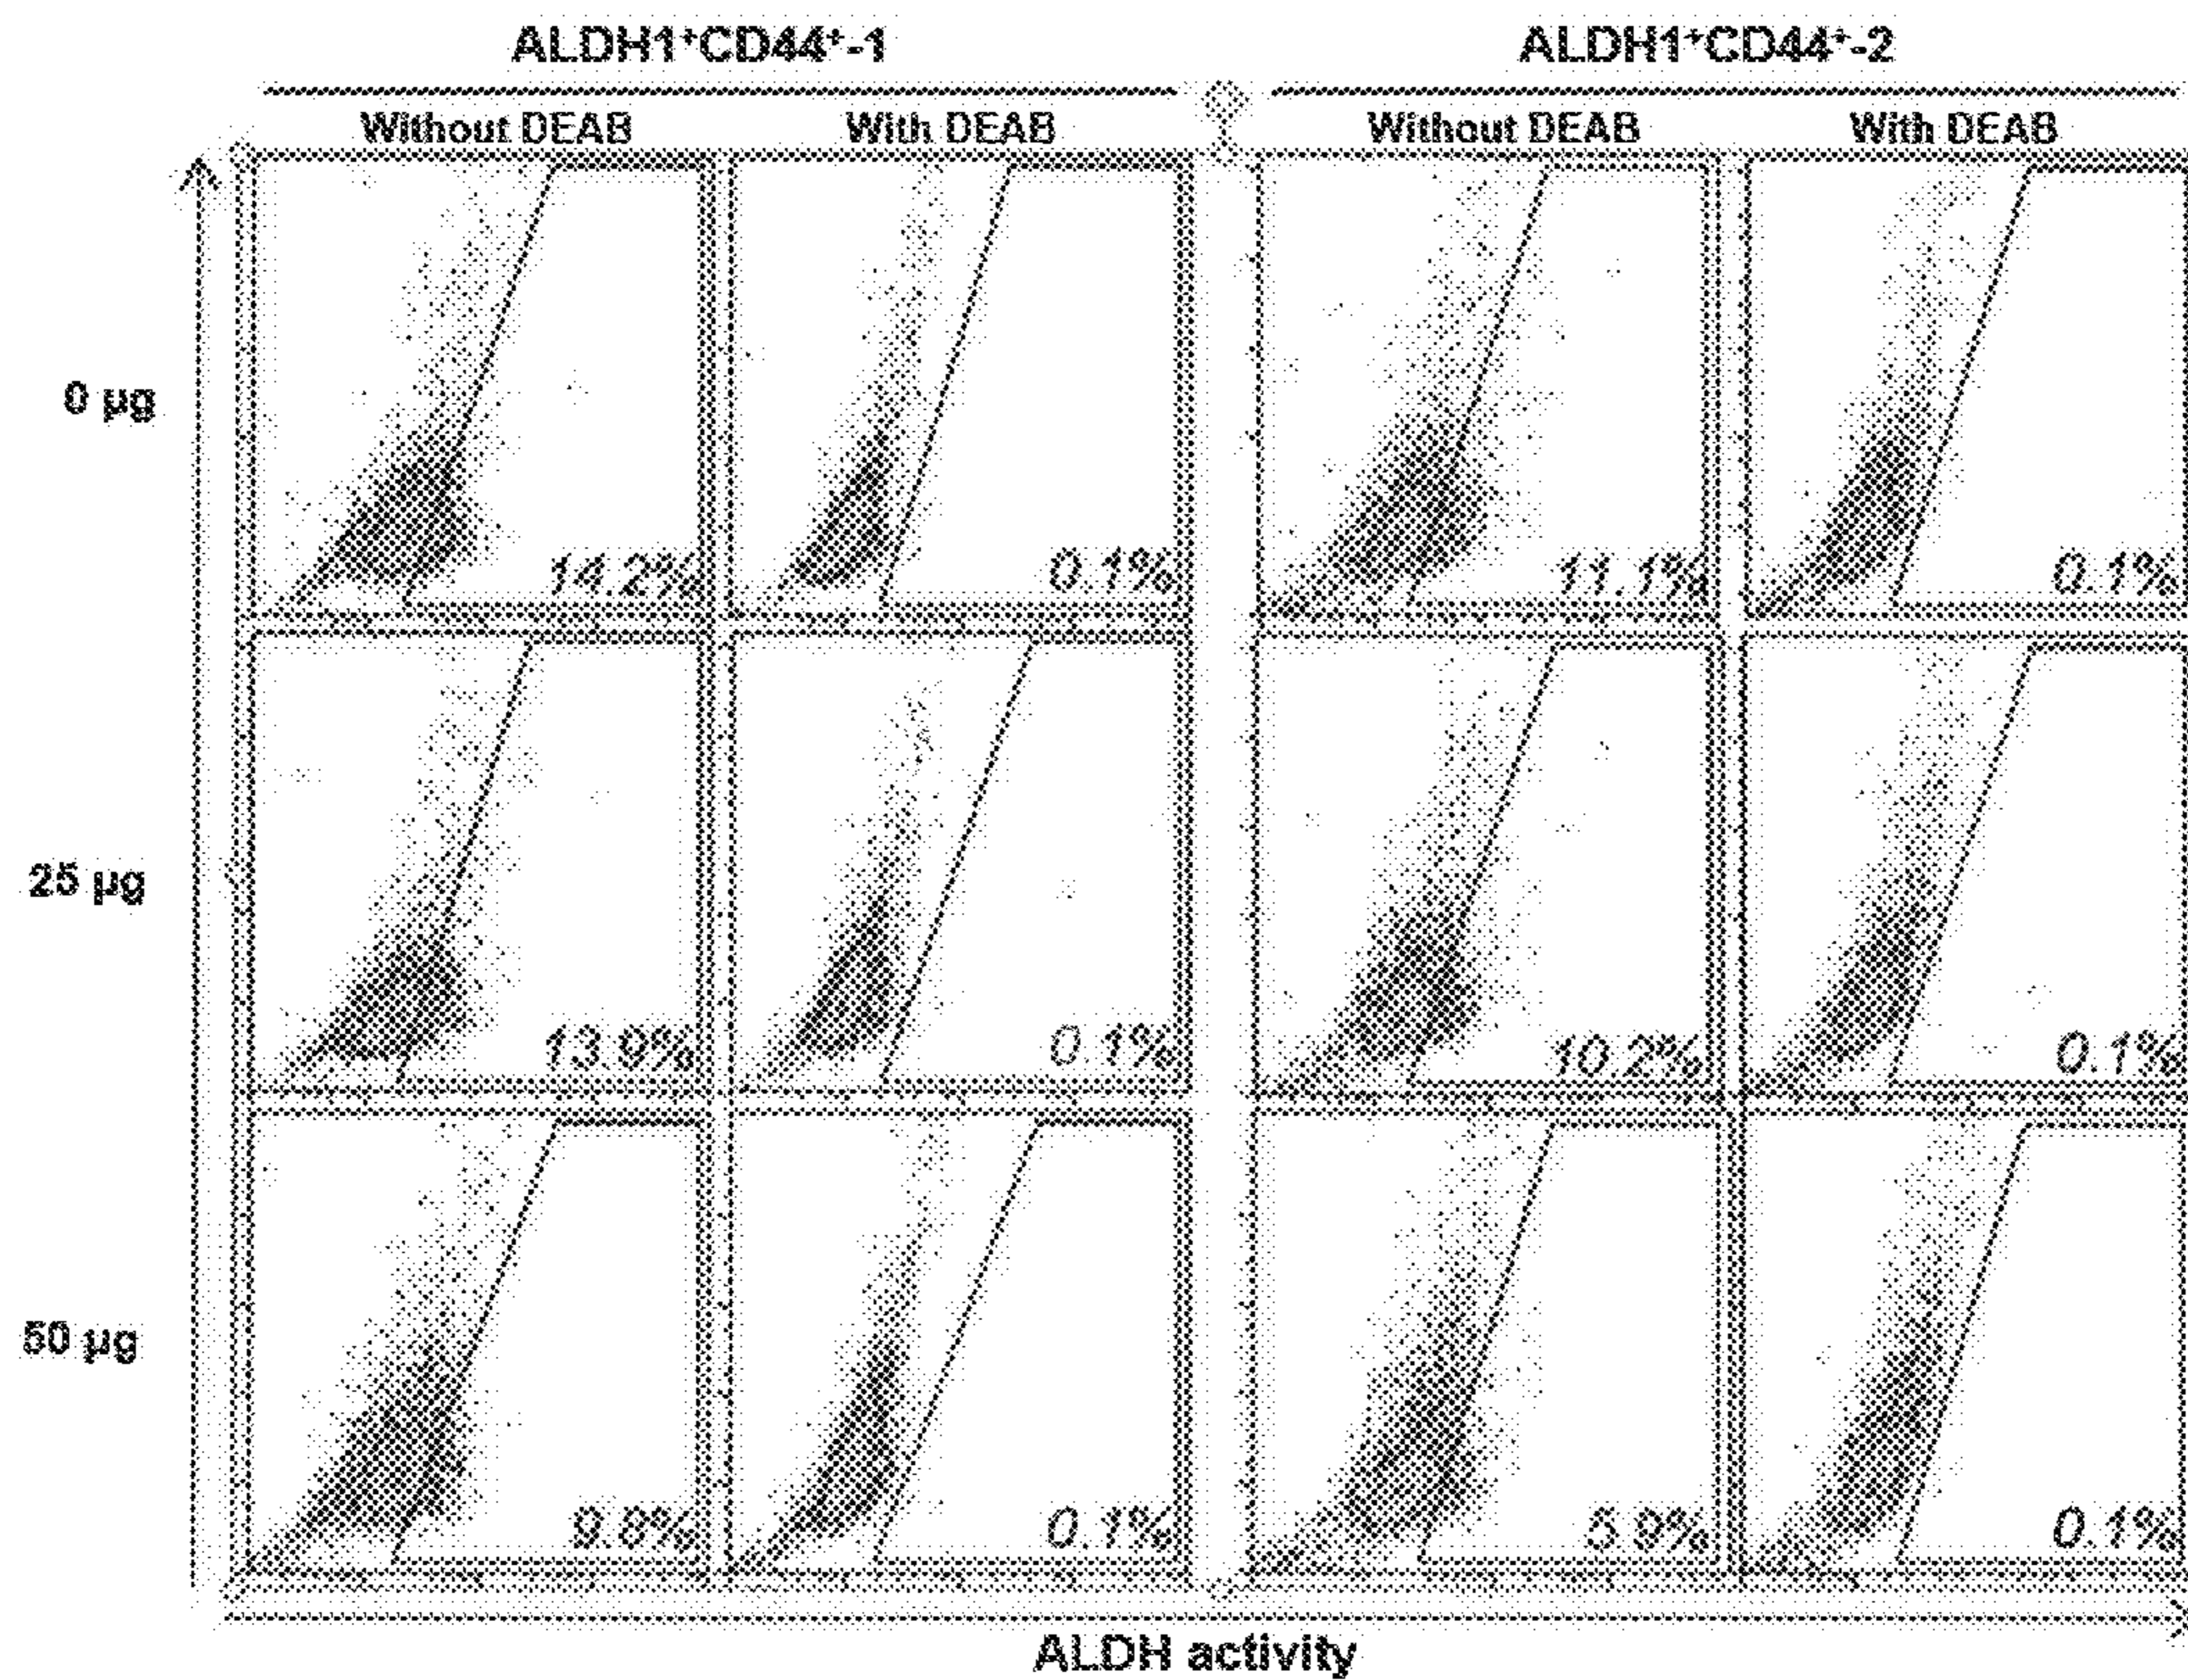 ALDH1⁺CD44⁺-1 ALDH1⁺CD44⁺-2
Without DEAB With DEAB Without DEAB With DEAB
0 µg
14.2% 0.1% 11.1% 0.1%
25 µg
13.9% 0.1% 10.2% 0.1%
50 µg
9.8% 0.1% 5.9% 0.1%
ALDH activity